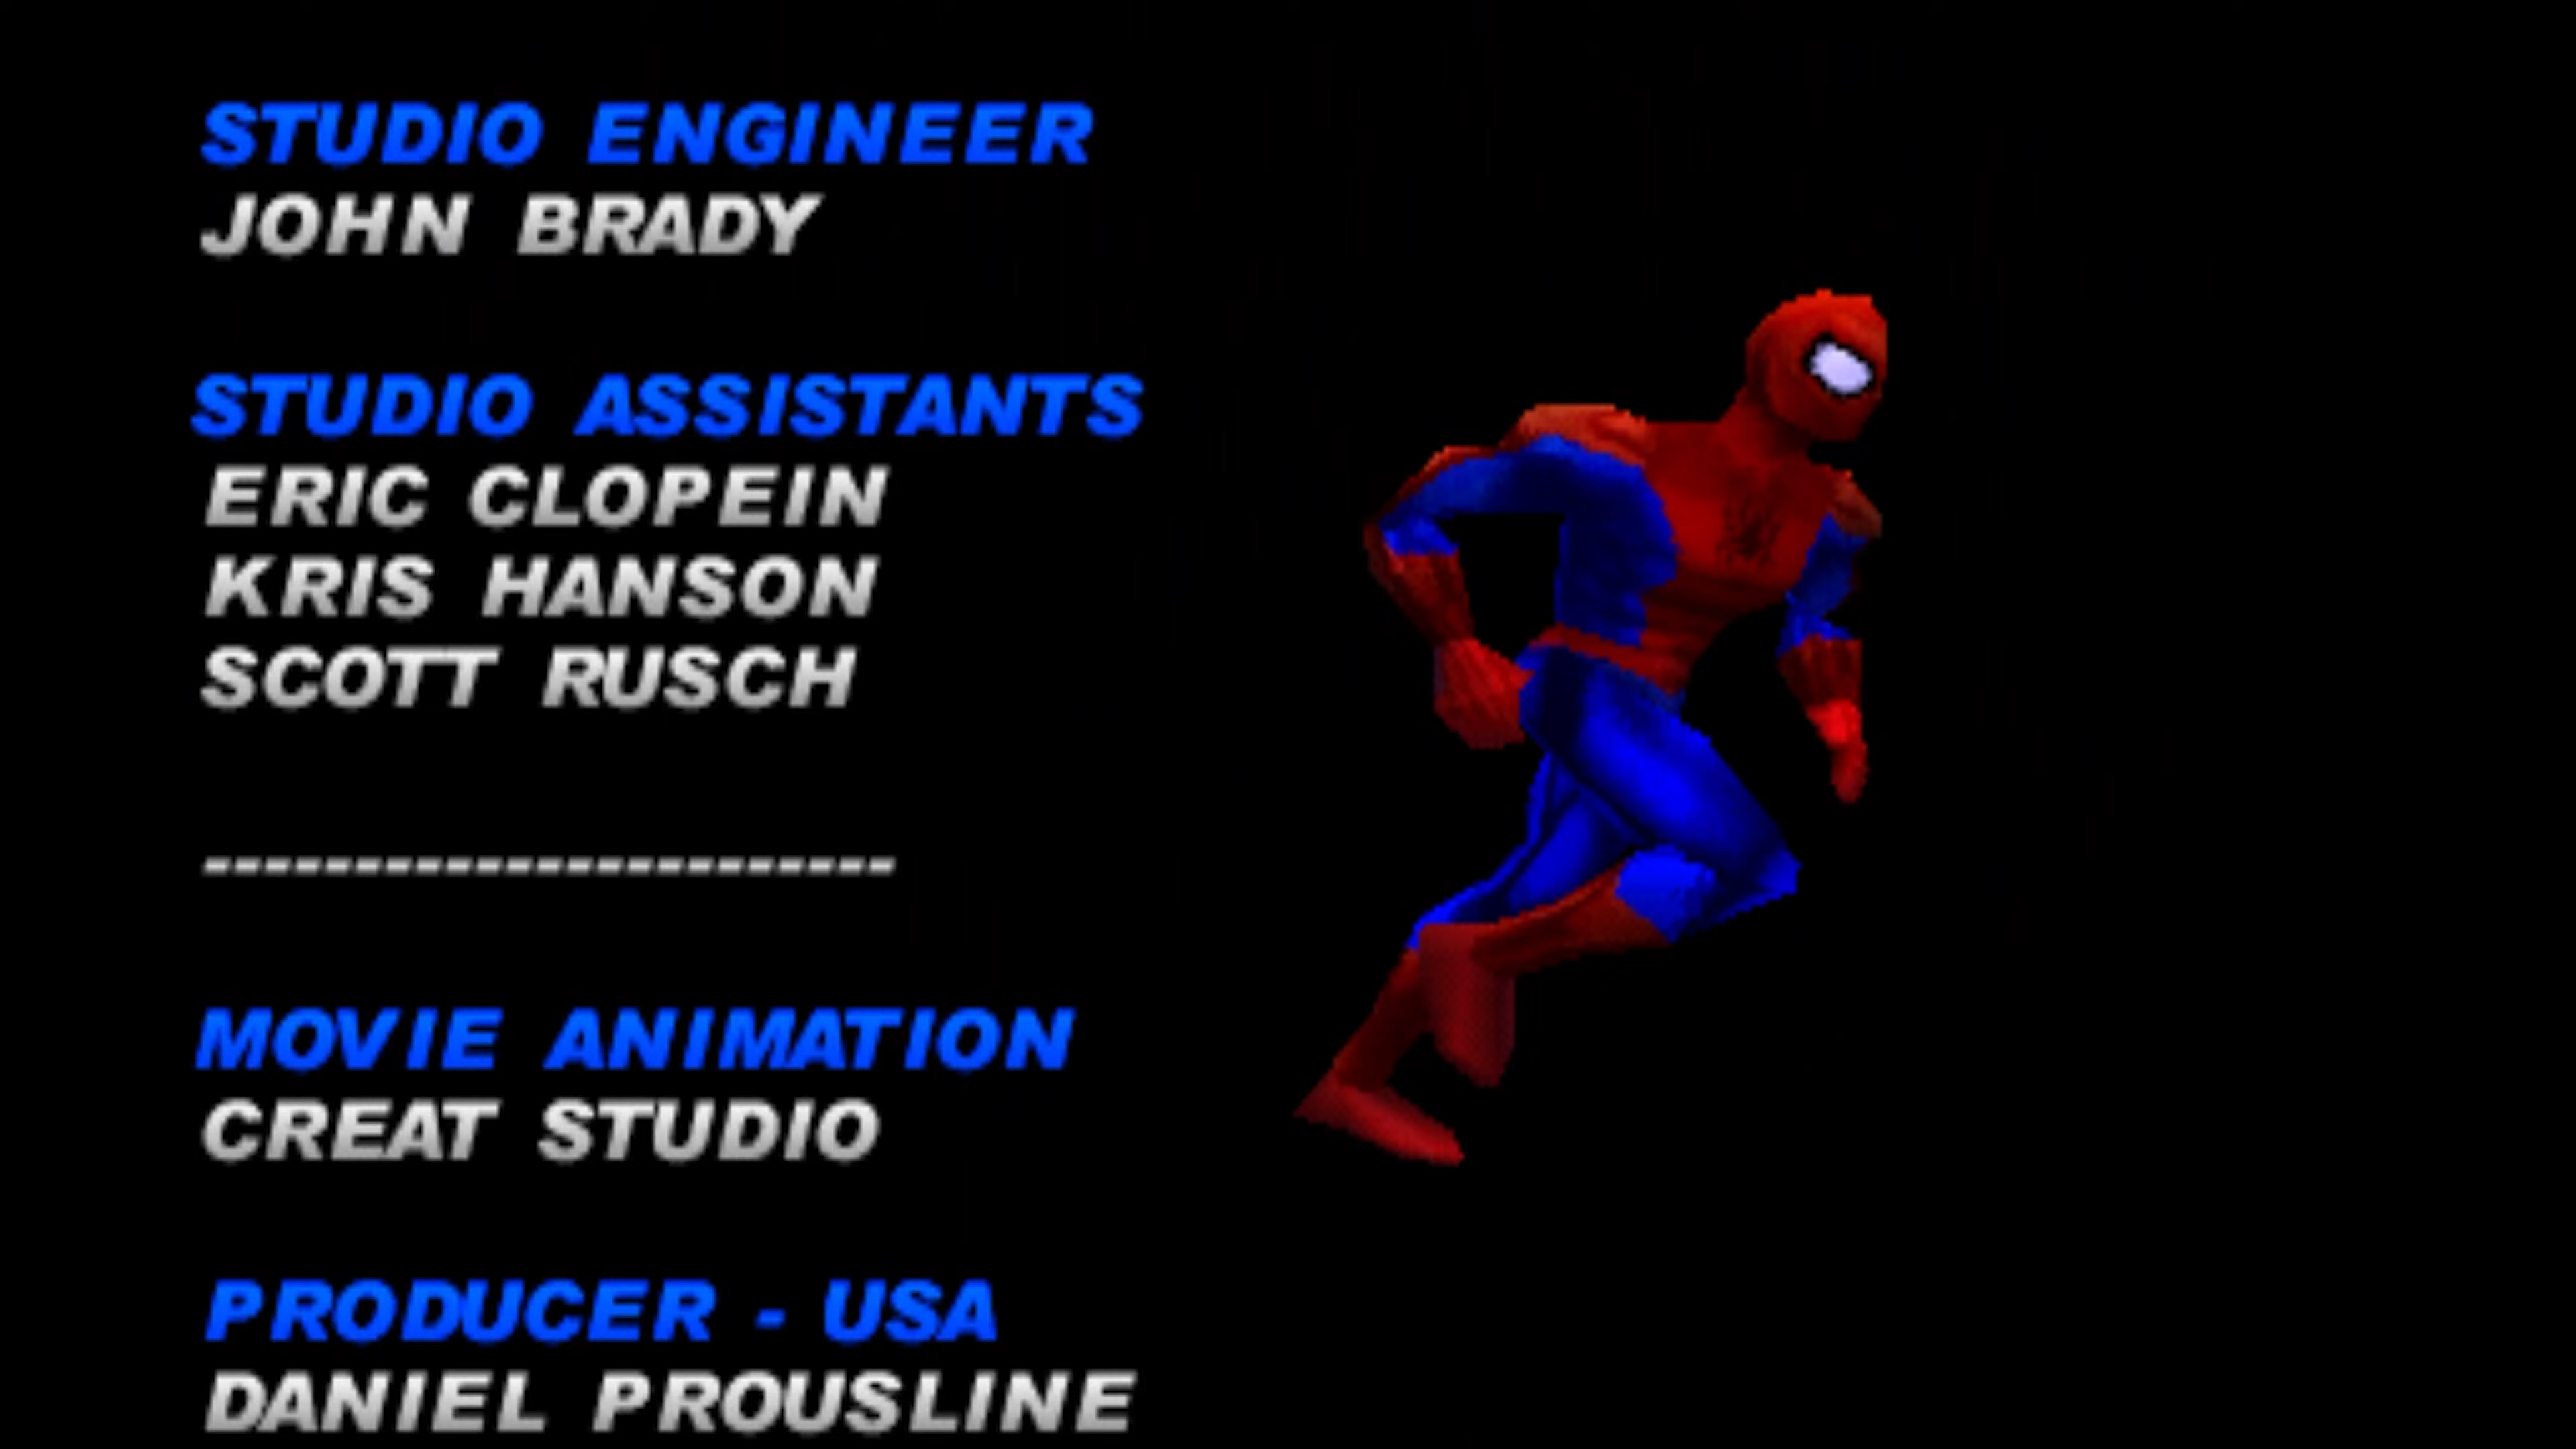 STUDIO ENGINEER
JOHN BRADY
STUDIO ASSISTANTS
ERIC CLOPEIN
KRIS HANSON
SCOTT RUSCH
-----------------------
MOVIE ANIMATION
CREAT STUDIO
PRODUCER - USA
DANIEL PROUSLINE